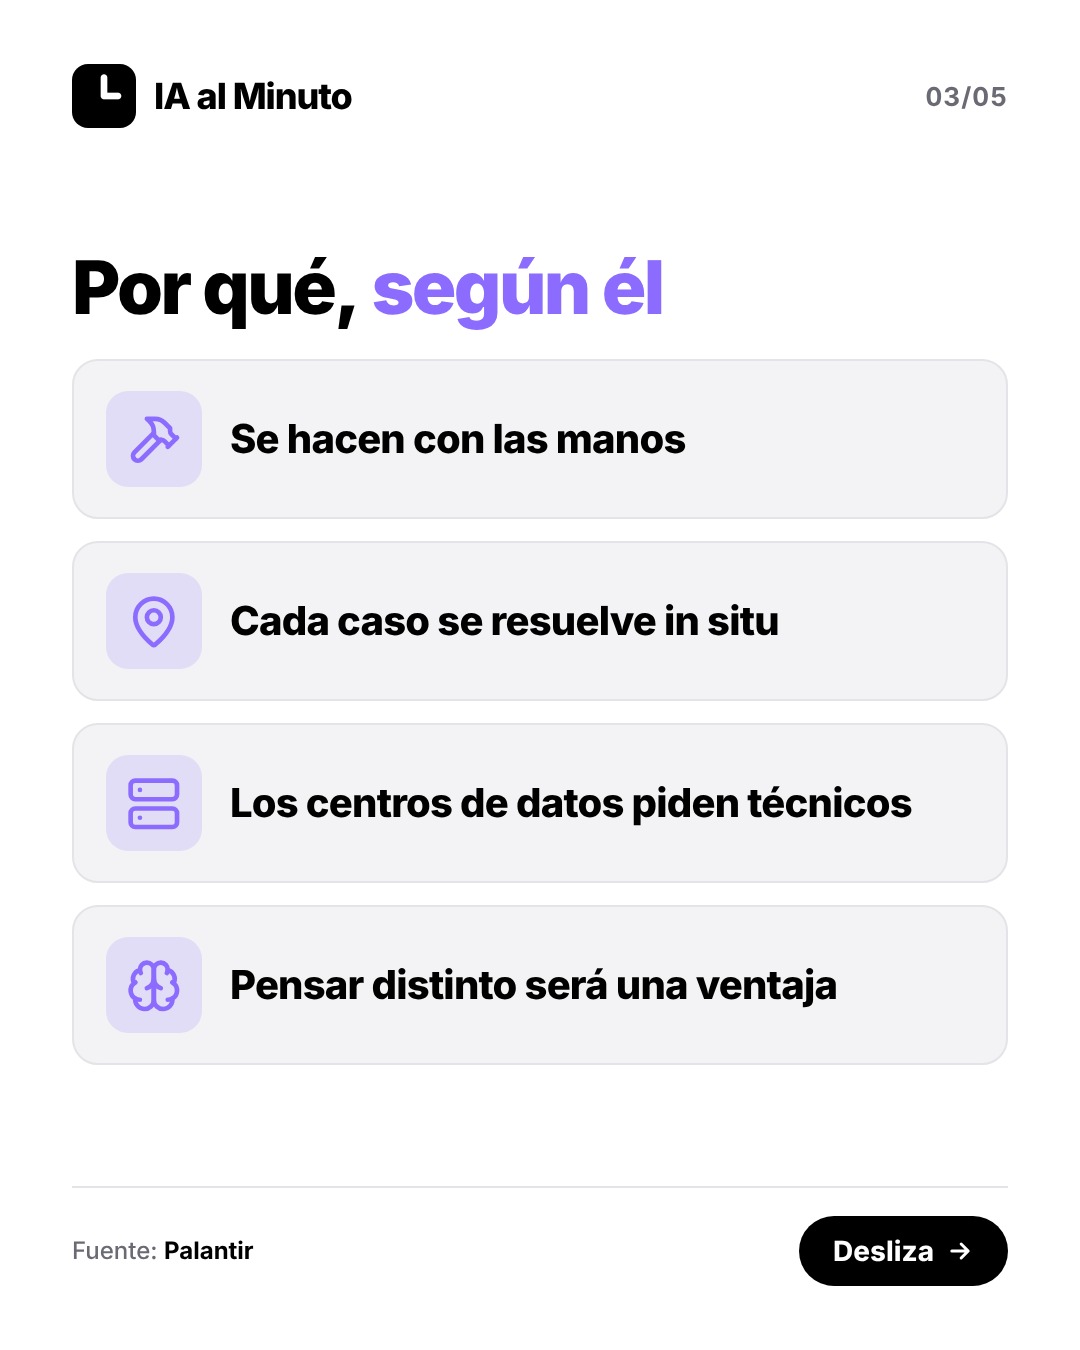 IA al Minuto
03/05
Por qué, según él
Se hacen con las manos
Cada caso se resuelve in situ
Los centros de datos piden técnicos
Pensar distinto será una ventaja
Fuente: Palantir
Desliza →